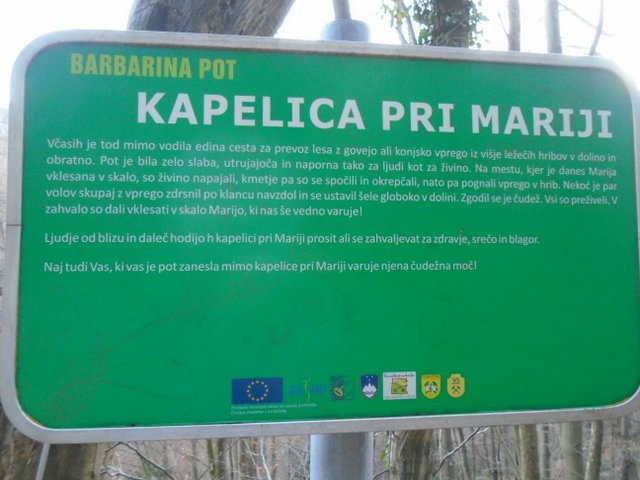 BARBARINA POT
KAPELICA PRI MARIJI
Včasih je tod mimo vodila edina cesta za prevoz lesa z govejo ali konjsko vprego iz višje ležečih hribov v dolino in
obratno. Pot je bila zelo slaba, utrujajoča in naporna tako za ljudi kot za živino. Na mestu, kjer je danes Marija
vklesana v skalo, so živino napajali, kmetje pa so se spočili in okrepčali, nato pa pognali vprego v hrib. Nekoč je par
volov skupaj z vprego zdrsnil po klancu navzdol in se ustavil šele globoko v dolini. Zgodil se je čudež. Vsi so preživeli. V
zahvalo so dali vklesati v skalo Marijo, ki nas še vedno varuje!
Ljudje od blizu in daleč hodijo h kapelici pri Mariji prosit ali se zahvaljevat za zdravje, srečo in blagor.
Naj tudi Vas, ki vas je pot zanesla mimo kapelice pri Mariji varuje njena čudežna moč!